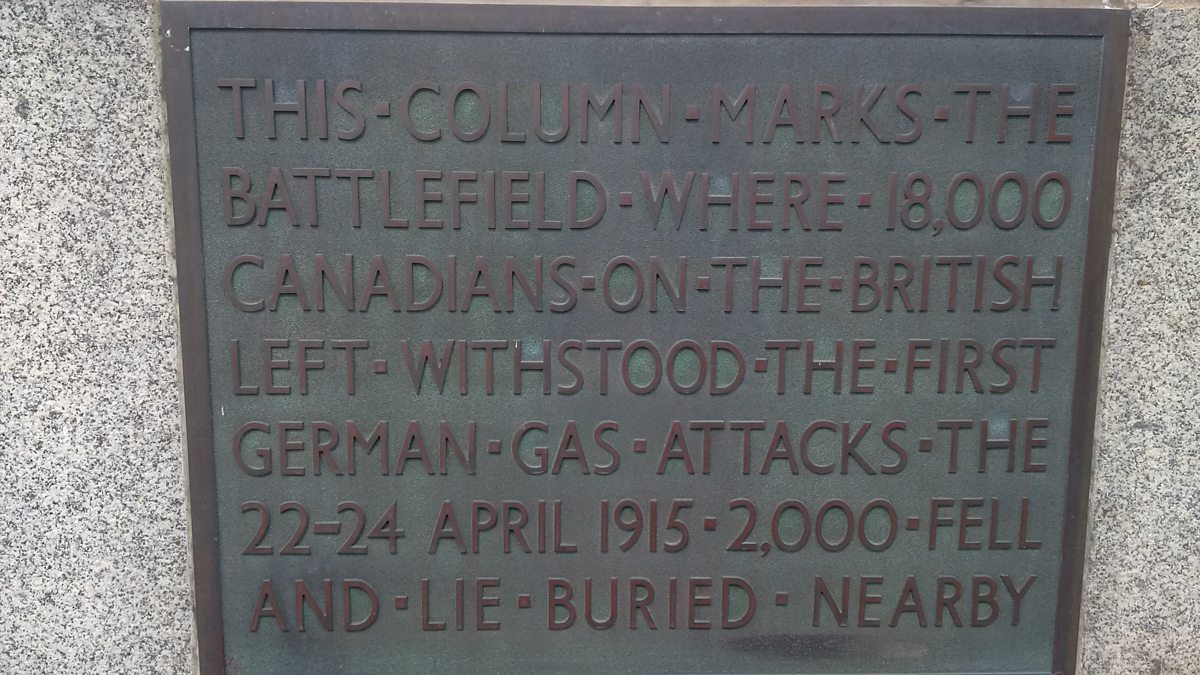 THIS·COLUMN·MARKS·THE
BATTLEFIELD·WHERE·18,000
CANADIANS·ON·THE·BRITISH
LEFT·WITHSTOOD·THE·FIRST
GERMAN·GAS·ATTACKS·THE
22-24 APRIL 1915·2,000·FELL
AND·LIE·BURIED·NEARBY